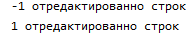 -1 отредактированно строк
1 отредактированно строк